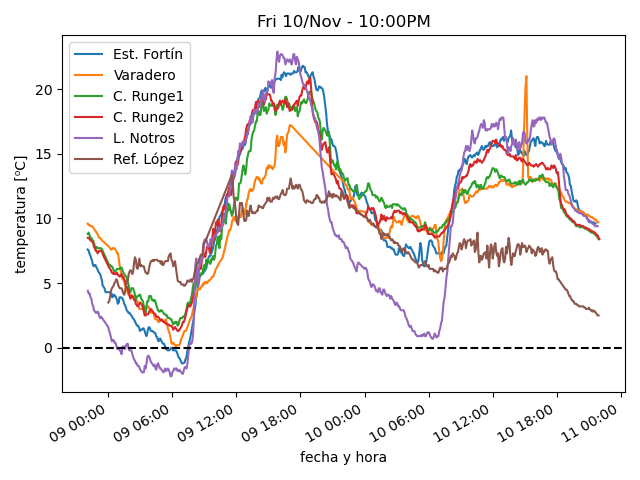 Fri 10/Nov - 10:00PM
Est. Fortín
Varadero
C. Runge1
C. Runge2
L. Notros
Ref. López
temperatura [ºC]
20
15
10
5
0
09 00:00
09 06:00
09 12:00
09 18:00
10 00:00
10 06:00
10 12:00
10 18:00
11 00:00
fecha y hora